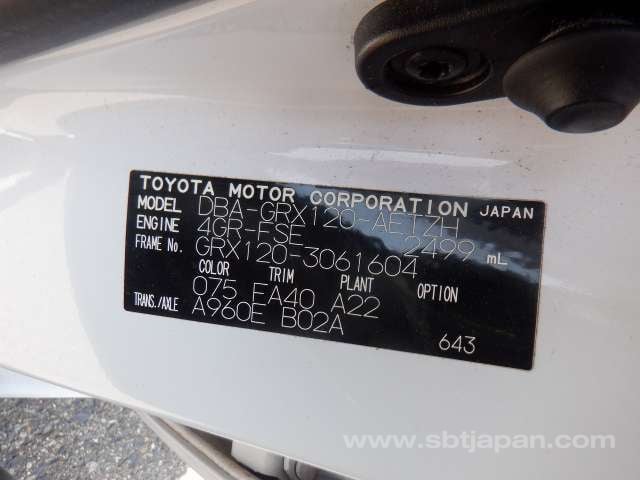 TOYOTA MOTOR CORPORATION JAPAN
MODEL DBA-GRX120-AETZH
ENGINE 4GR-FSE 2499 mL
FRAME No. GRX120-3061604
COLOR TRIM PLANT OPTION
075 FA40 A22
TRANS./AXLE A960E B02A
643
www.sbtjapan.com